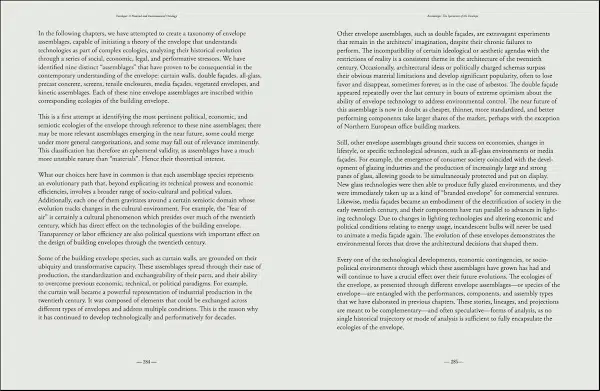 Envelope: A Material and Environmental Ontology
In the following chapters, we have attempted to create a taxonomy of envelope
assemblages, capable of initiating a theory of the envelope that understands
technologies as part of complex ecologies, analyzing their historical evolution
through a series of social, economic, legal, and performative stressors. We have
identified nine distinct “assemblages” that have proven to be consequential in the
contemporary understanding of the envelope: curtain walls, double façades, all-glass,
precast concrete, screens, tensile enclosures, media façades, vegetated envelopes, and
kinetic assemblages. Each of these nine envelope assemblages are inscribed within
corresponding ecologies of the building envelope.
This is a first attempt at identifying the most pertinent political, economic, and
semiotic ecologies of the envelope through reference to these nine assemblages; there
may be more relevant assemblages emerging in the near future, some could merge
under more general categorizations, and some may fall out of relevance imminently.
This classification has therefore an ephemeral validity, as assemblages have a much
more unstable nature than “materials”. Hence their theoretical interest.
What our choices here have in common is that each assemblage species represents
an evolutionary path that, beyond explicating its technical prowess and economic
efficiencies, involves a broader range of socio-cultural and political values.
Additionally, each one of them gravitates around a certain semiotic domain whose
evolution tracks changes in the cultural environment. For example, the “fear of
air” is certainly a cultural phenomenon which presides over much of the twentieth
century, which has direct effect on the technologies of the building envelope.
Transparency or labor efficiency are also political questions with important effect on
the design of building envelopes through the twentieth century.
Some of the building envelope species, such as curtain walls, are grounded on their
ubiquity and transformative capacity. These assemblages spread through their ease of
production, the standardization and exchangeability of their parts, and their ability
to overcome previous economic, technical, or political paradigms. For example,
the curtain wall became a powerful representation of industrial production in the
twentieth century. It was composed of elements that could be exchanged across
different types of envelopes and address multiple conditions. This is the reason why
it has continued to develop technologically and performatively for decades.
— 284 —
Other envelope assemblages, such as double façades, are extravagant experiments
that remain in the architects’ imagination, despite their chronic failures to
perform. The incompatibility of certain ideological or aesthetic agendas with the
restrictions of reality is a consistent theme in the architecture of the twentieth
century. Occasionally, architectural ideas or politically charged schemas surpass
their obvious material limitations and develop significant popularity, often to lose
favor and disappear, sometimes forever, as in the case of asbestos. The double façade
appeared repeatedly over the last century in bouts of extreme optimism about the
ability of envelope technology to address environmental control. The near future of
this assemblage is now in doubt as cheaper, thinner, more standardized, and better
performing components take larger shares of the market, perhaps with the exception
of Northern European office building markets.
Still, other envelope assemblages ground their success on economies, changes in
lifestyle, or specific technological advances, such as all-glass environments or media
façades. For example, the emergence of consumer society coincided with the devel-
opment of glazing industries and the production of increasingly large and strong
panes of glass, allowing goods to be simultaneously protected and put on display.
New glass technologies were then able to produce fully glazed environments, and they
were immediately taken up as a kind of “branded envelope” for commercial ventures.
Likewise, media façades became an embodiment of the electrification of society in the
early twentieth century, and their components have run parallel to advances in light-
ing technology. Due to changes in lighting technologies and altering economic and
political conditions relating to energy usage, incandescent bulbs will never be used
to animate a media façade again. The evolution of these envelopes demonstrates the
environmental forces that drove the architectural decisions that shaped them.
Every one of the technological developments, economic contingencies, or socio-
political environments through which these assemblages have grown has had and
will continue to have a crucial effect over their future evolutions. The ecologies of
the envelope, as presented through different envelope assemblages—or species of the
envelope—are entangled with the performances, components, and assembly types
that we have elaborated in previous chapters. These stories, lineages, and projections
are meant to be complementary—and often speculative—forms of analysis, as no
single historical trajectory or mode of analysis is sufficient to fully encapsulate the
ecologies of the envelope.
— 285 —